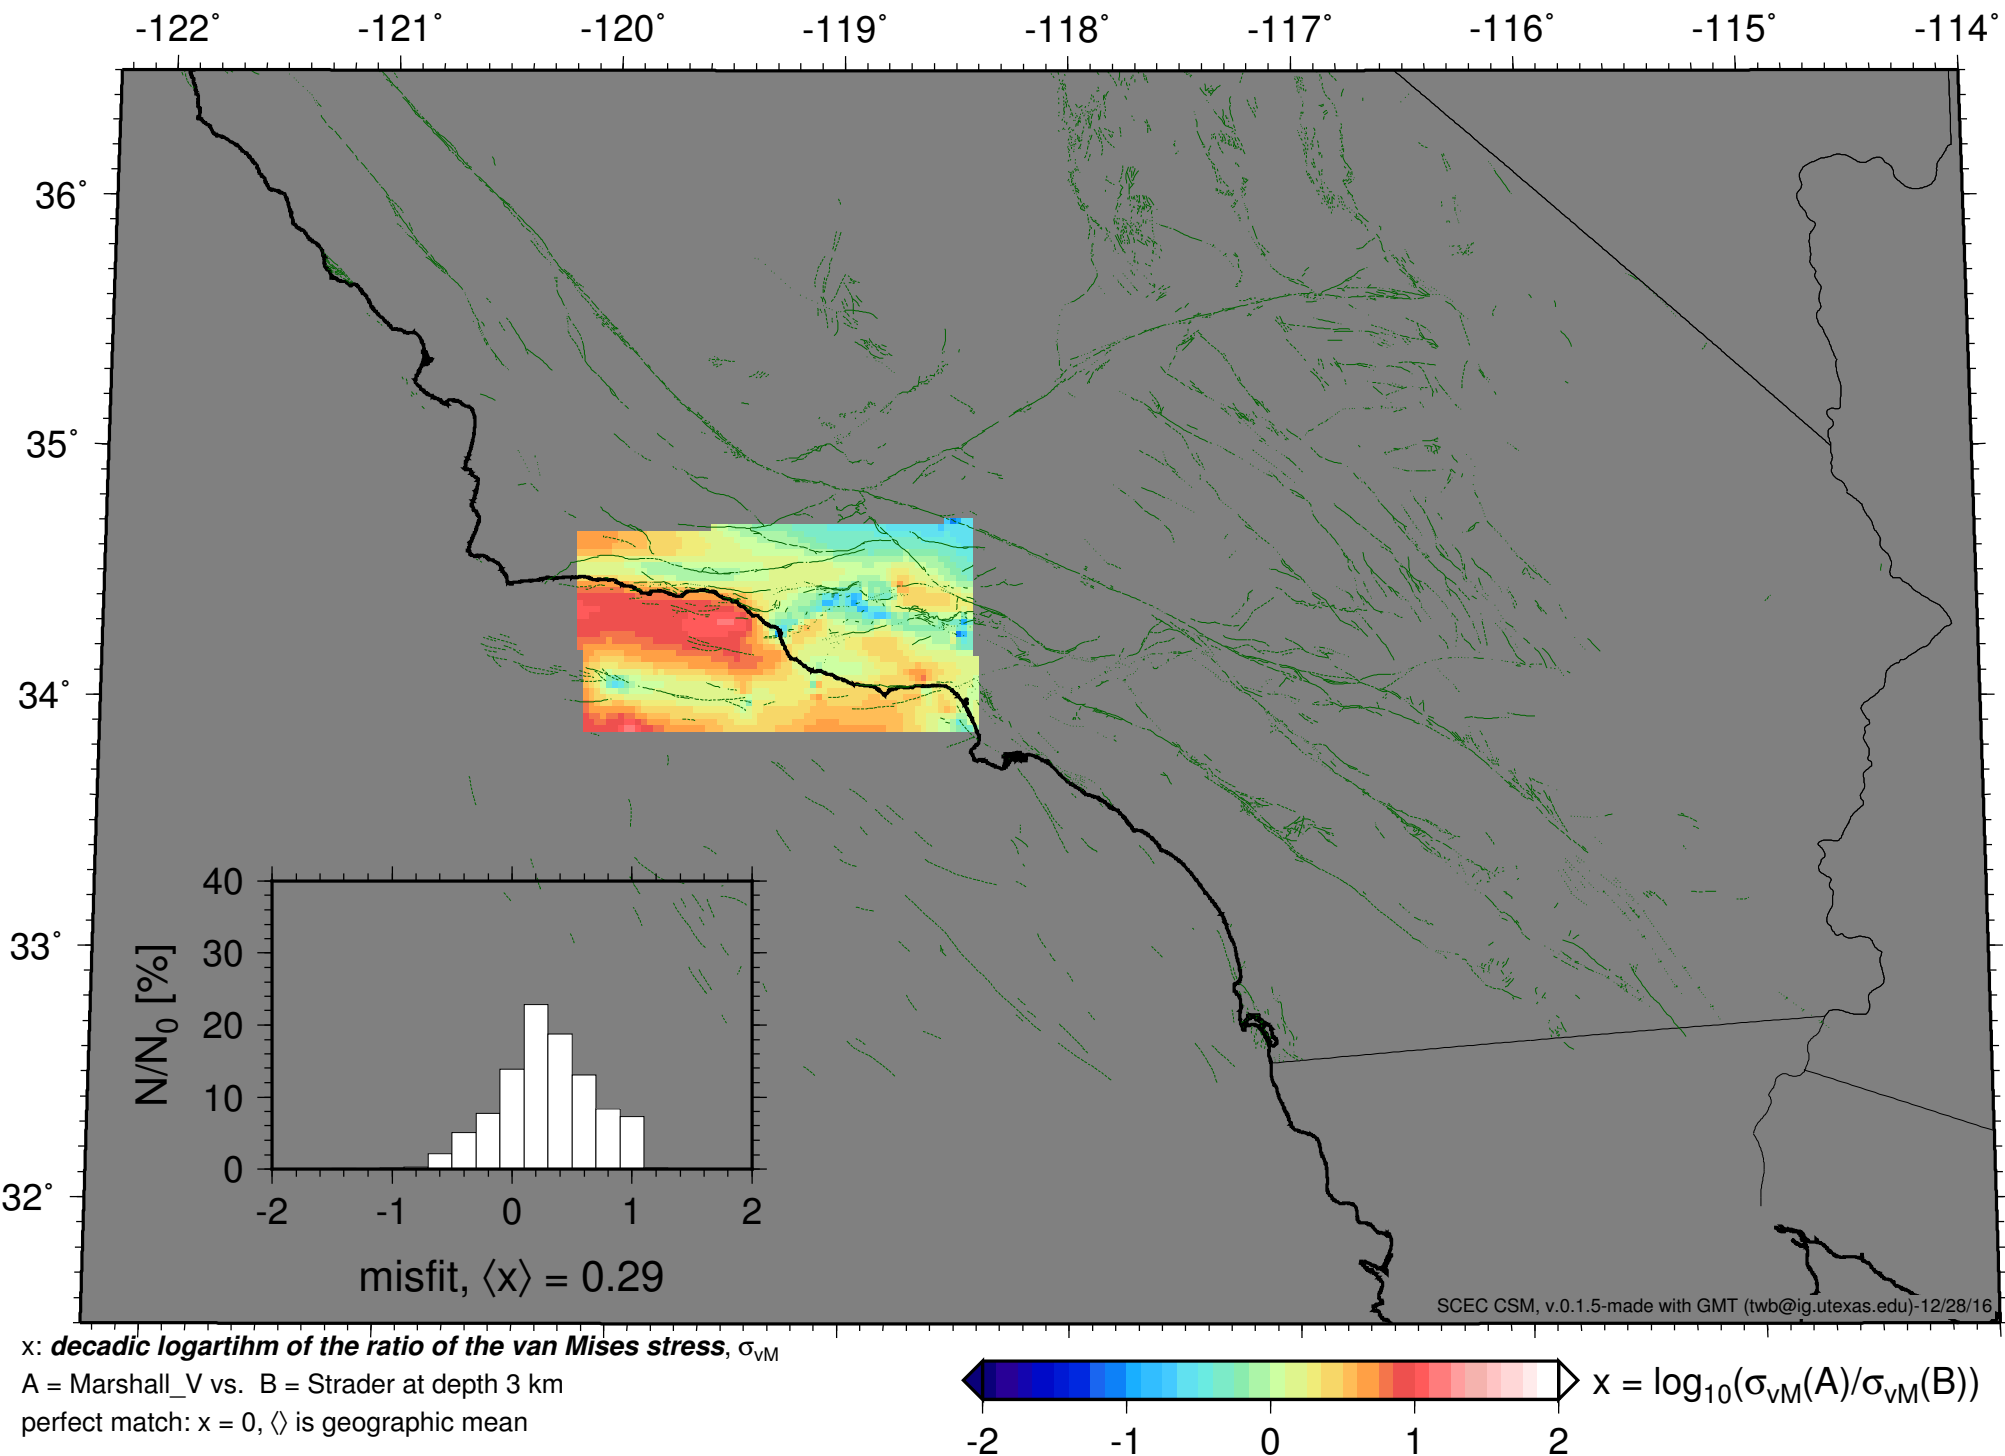 -122˚ -121˚ -120˚ -119˚ -118˚ -117˚ -116˚ -115˚ -114˚
36˚
35˚
34˚
33˚
32˚
40
30
20
10
0
N/N0 [%]
-2 -1 0 1 2
misfit, ⟨x⟩ = 0.29
SCEC CSM, v.0.1.5-made with GMT (twb@ig.utexas.edu)-12/28/16
x: decadic logartihm of the ratio of the van Mises stress, σvM
A = Marshall_V vs. B = Strader at depth 3 km
perfect match: x = 0, ⟨⟩ is geographic mean
x = log10(σvM(A)/σvM(B))
-2 -1 0 1 2